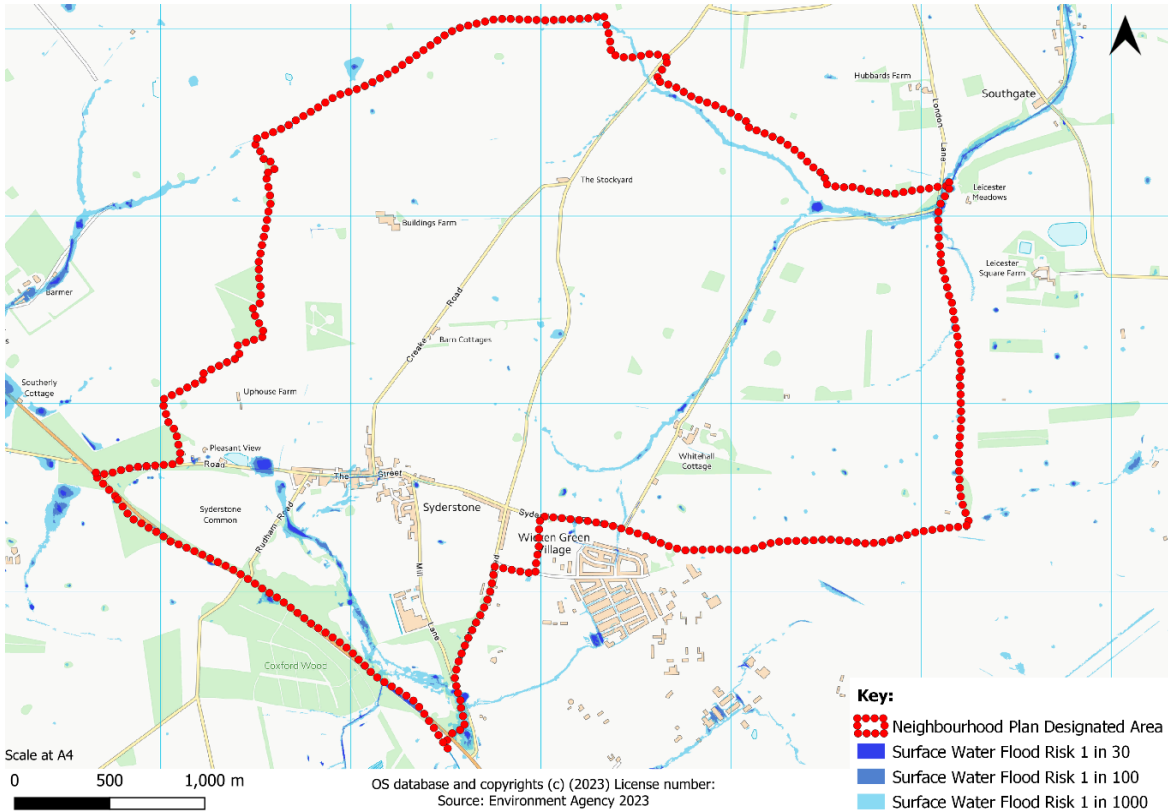 Hubbards Farm
Southgate
London Lane
The Stockyard
Leicester
Meadows
Buildings Farm
Leicester
Square Farm
Barmer
Creake Road
Barn Cottages
Southerly
Cottage
Uphouse Farm
Pleasant View
Road
The Street
Whitehall
Cottage
Syderstone
Common
Rudham Road
Syderstone
Syde
Wicken Green
Village
Mill Lane
Coxford Wood
Key:
Neighbourhood Plan Designated Area
Surface Water Flood Risk 1 in 30
Surface Water Flood Risk 1 in 100
Surface Water Flood Risk 1 in 1000
Scale at A4
0 500 1,000 m
OS database and copyrights (c) (2023) License number:
Source: Environment Agency 2023